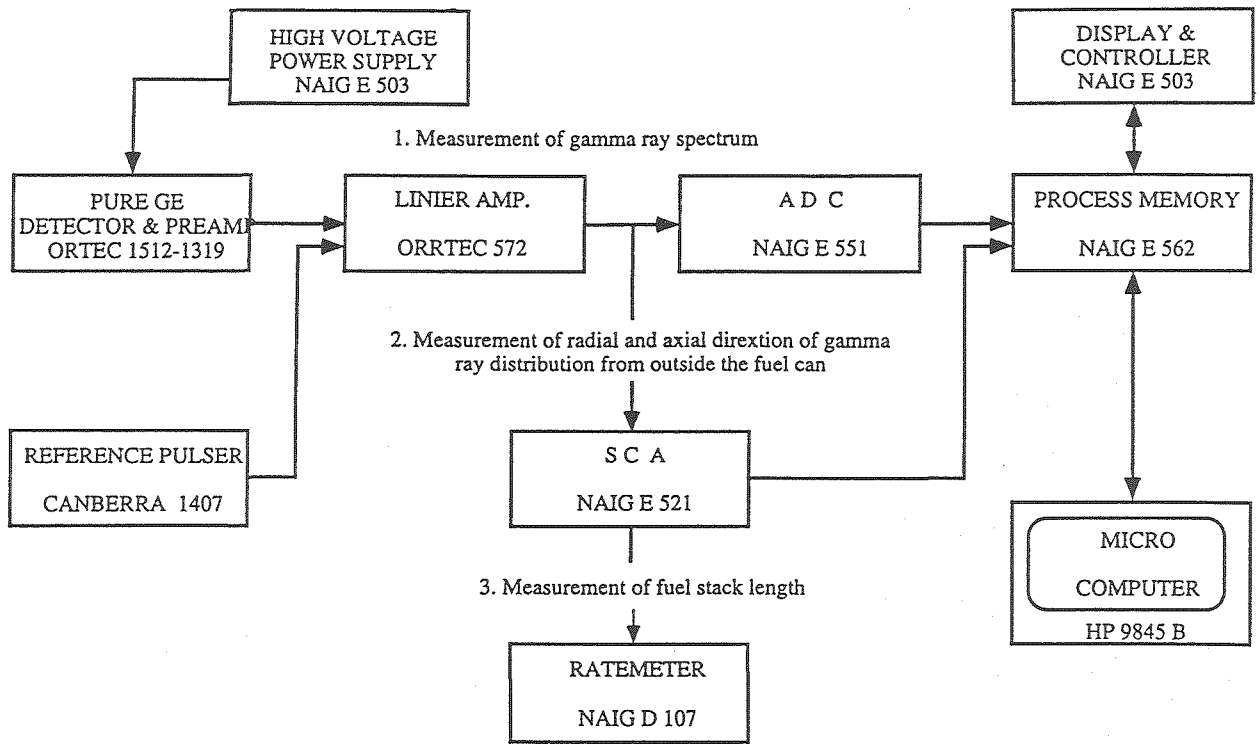 HIGH VOLTAGE
POWER SUPPLY
NAIG E 503
DISPLAY &
CONTROLLER
NAIG E 503
1. Measurement of gamma ray spectrum
PURE GE
DETECTOR & PREAMP
ORTEC 1512-1319
LINIER AMP.
ORRTEC 572
A D C
NAIG E 551
PROCESS MEMORY
NAIG E 562
2. Measurement of radial and axial dirextion of gamma
ray distribution from outside the fuel can
REFERENCE PULSER
CANBERRA 1407
S C A
NAIG E 521
MICRO
COMPUTER
HP 9845 B
3. Measurement of fuel stack length
RATEMETER
NAIG D 107